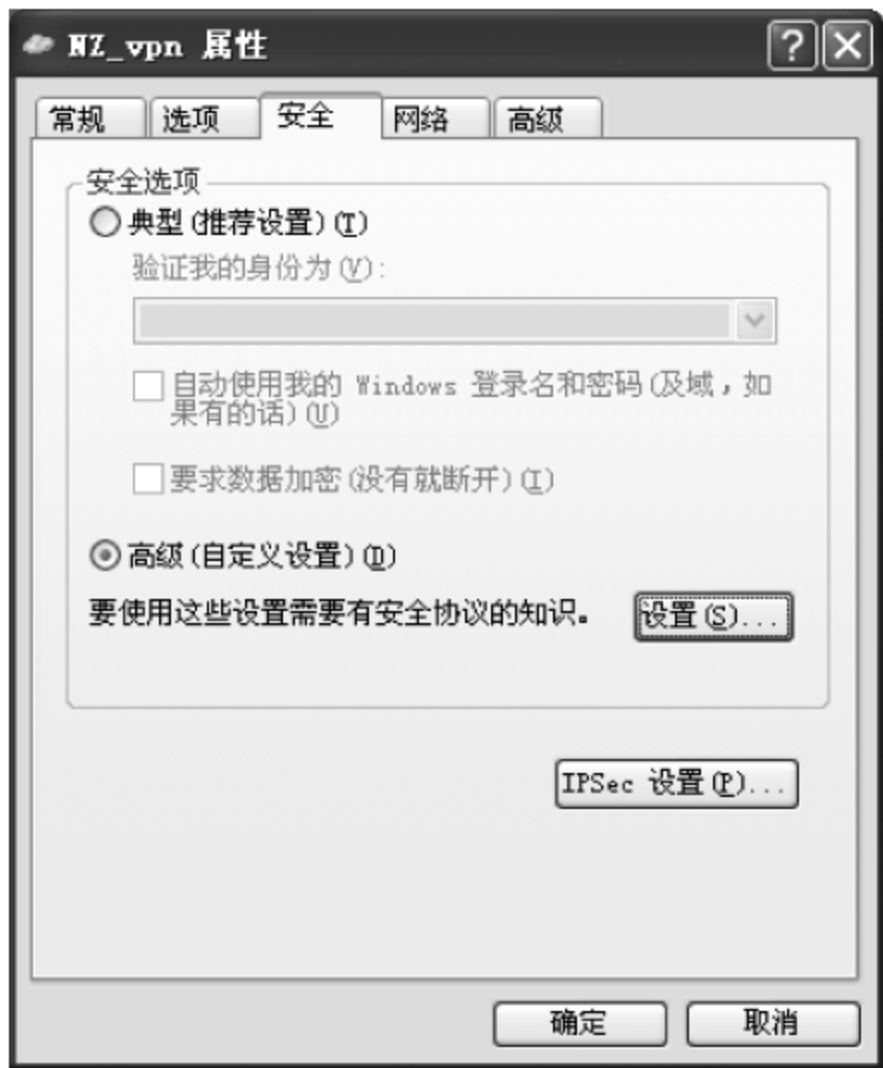 NZ_vpn 属性
常规 选项 安全 网络 高级
安全选项
典型(推荐设置)(T)
验证我的身份为(V):
自动使用我的 Windows 登录名和密码(及域，如
果有的话)(U)
要求数据加密(没有就断开)(I)
高级(自定义设置)(D)
要使用这些设置需要有安全协议的知识。 设置(S)...
IPSec 设置(P)...
确定 取消